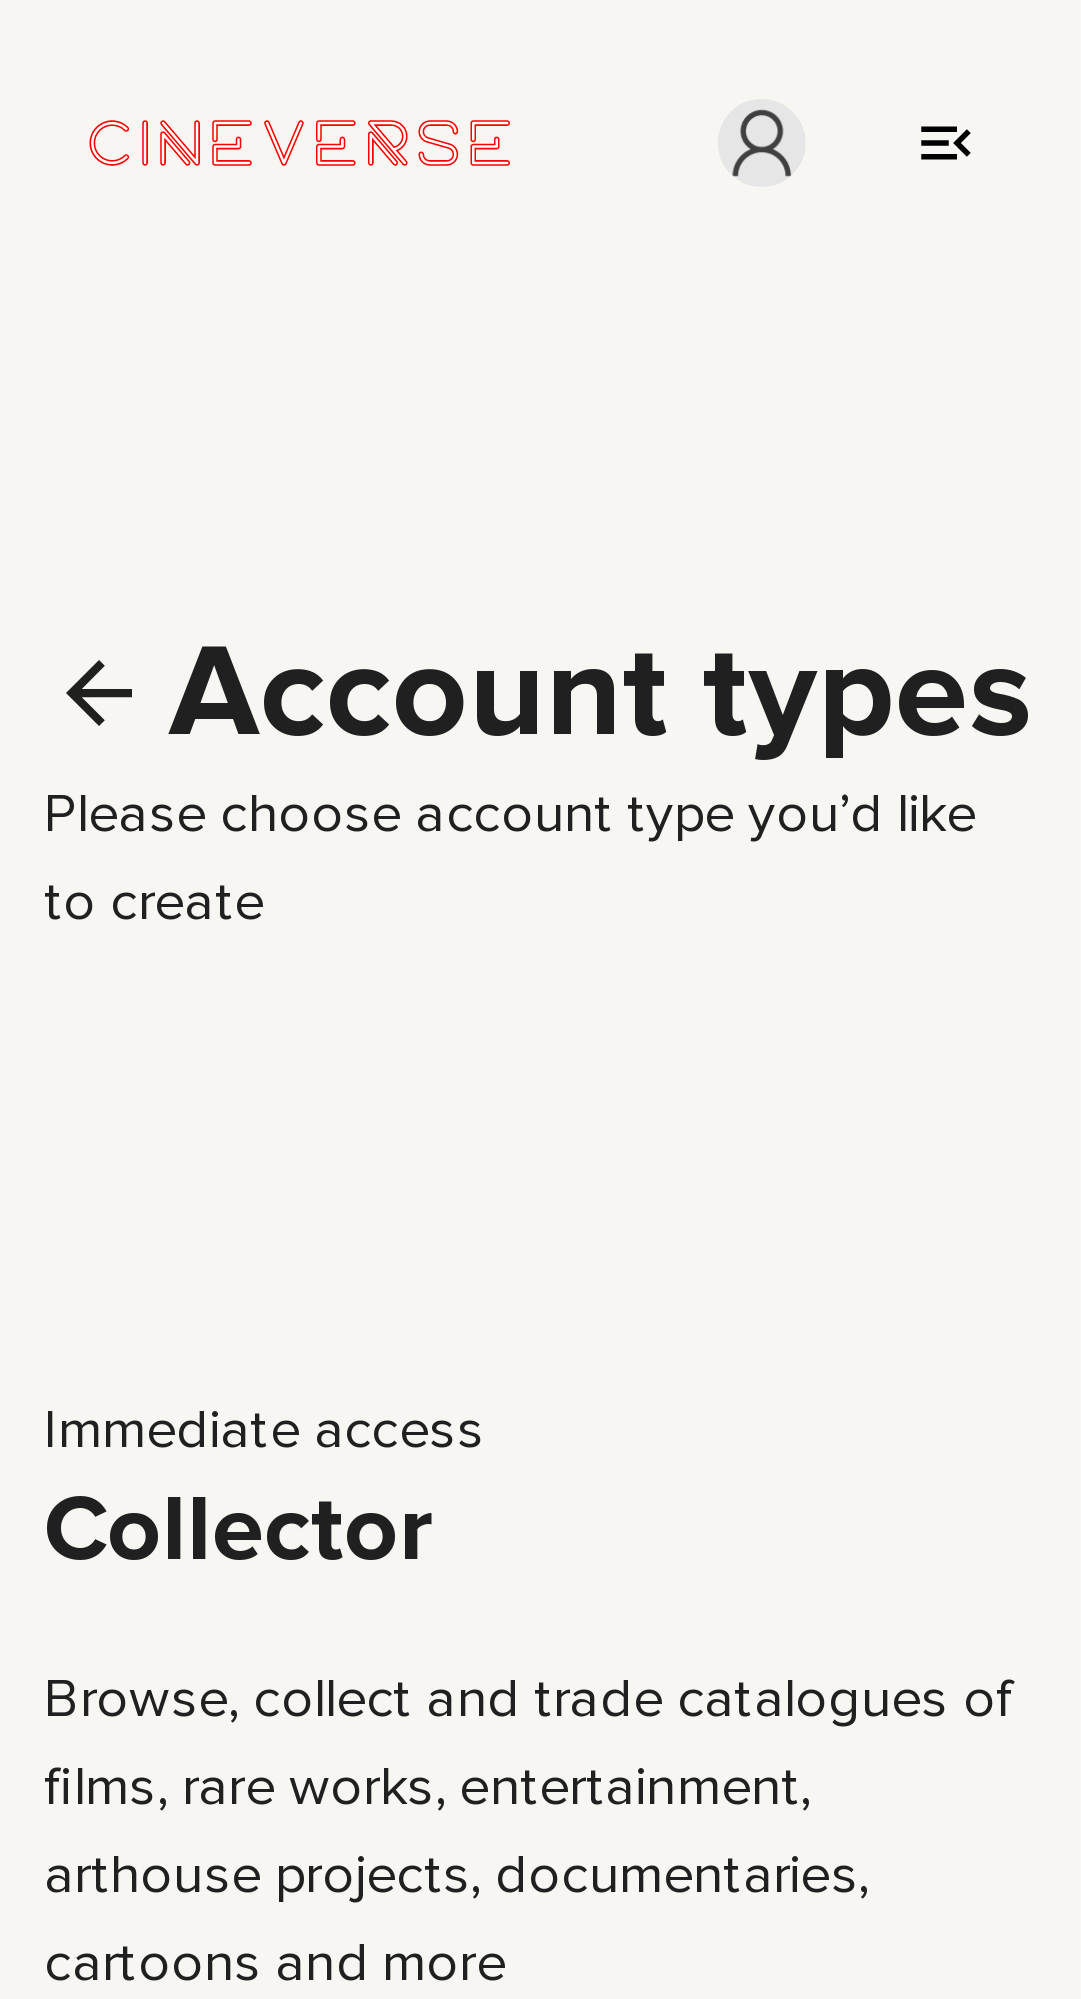 CINEVERSE
Account types
Please choose account type you’d like
to create
Immediate access
Collector
Browse, collect and trade catalogues of
films, rare works, entertainment,
arthouse projects, documentaries,
cartoons and more